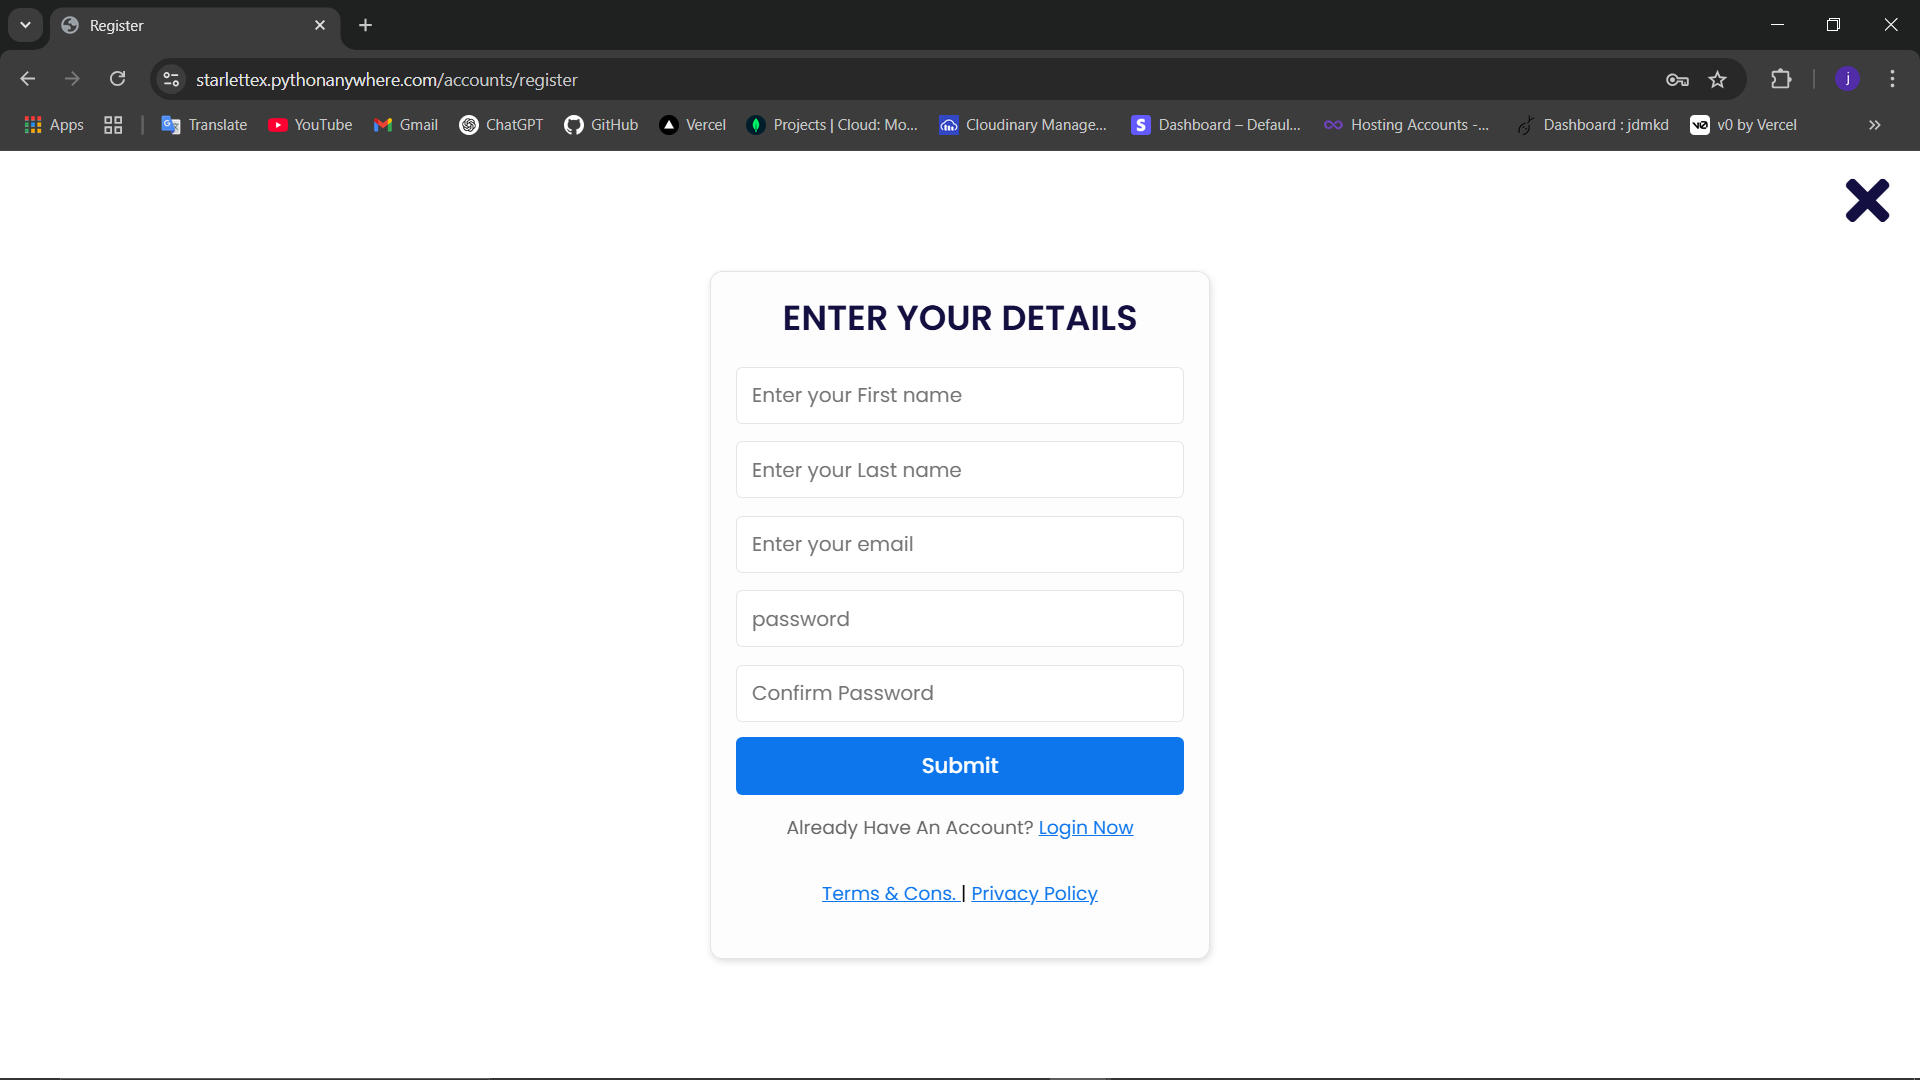 Register
starlettex.pythonanywhere.com/accounts/register
j
Apps
Translate
YouTube
Gmail
ChatGPT
GitHub
Vercel
Projects | Cloud: Mo...
Cloudinary Manage...
S
Dashboard – Defaul...
Hosting Accounts -...
Dashboard : jdmkd
v0 by Vercel
ENTER YOUR DETAILS
Enter your First name
Enter your Last name
Enter your email
password
Confirm Password
Submit
Already Have An Account? Login Now
Terms & Cons. | Privacy Policy